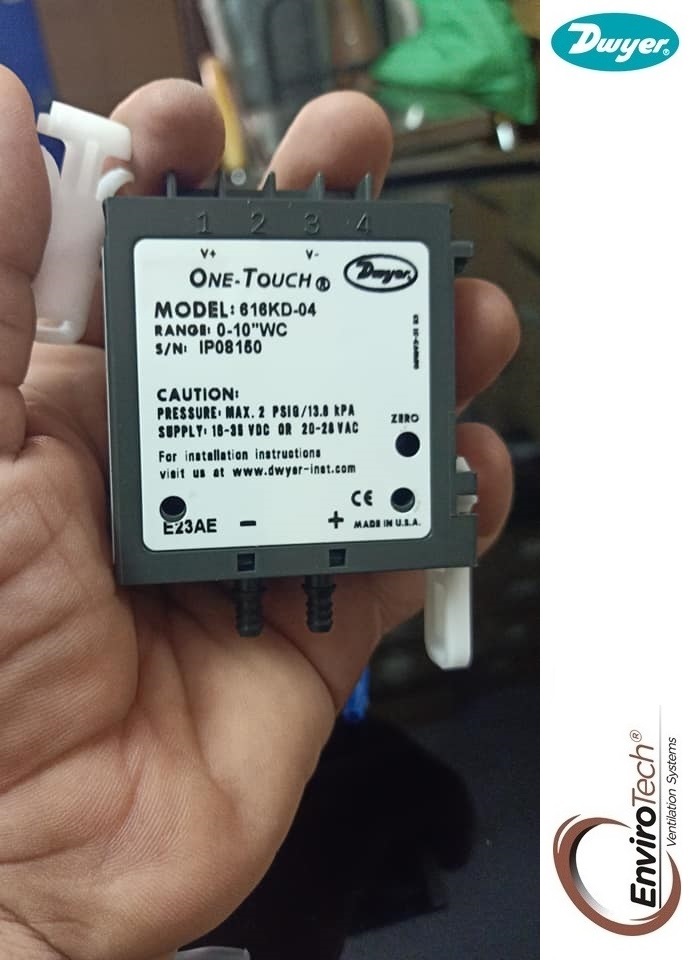 Dwyer®
1 2 3 4
V+ V-
ONE-TOUCH® Dwyer
MODEL: 616KD-04
RANGE: 0-10"WC
S/N: IP08150
CAUTION:
PRESSURE: MAX. 2 PSIG/13.8 kPA
ZERO
SUPPLY: 16-36 VDC OR 20-28 VAC
For installation instructions
visit us at www.dwyer-inst.com
CE
E23AE - + MADE IN U.S.A.
EnviroTech®
Ventilation Systems